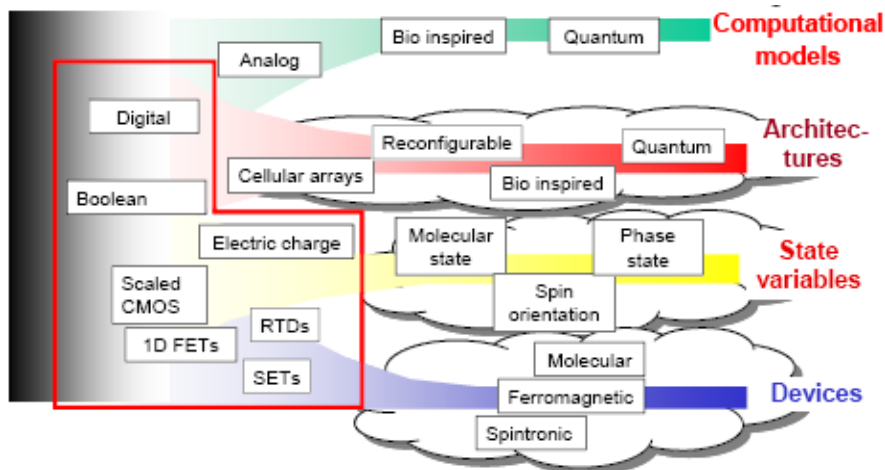 Computational
models
Bio inspired
Quantum
Analog
Digital
Reconfigurable
Quantum
Architec-
tures
Cellular arrays
Bio inspired
Boolean
Electric charge
Molecular
state
Phase
state
State
variables
Scaled
CMOS
Spin
orientation
RTDs
1D FETs
Molecular
SETs
Ferromagnetic
Devices
Spintronic